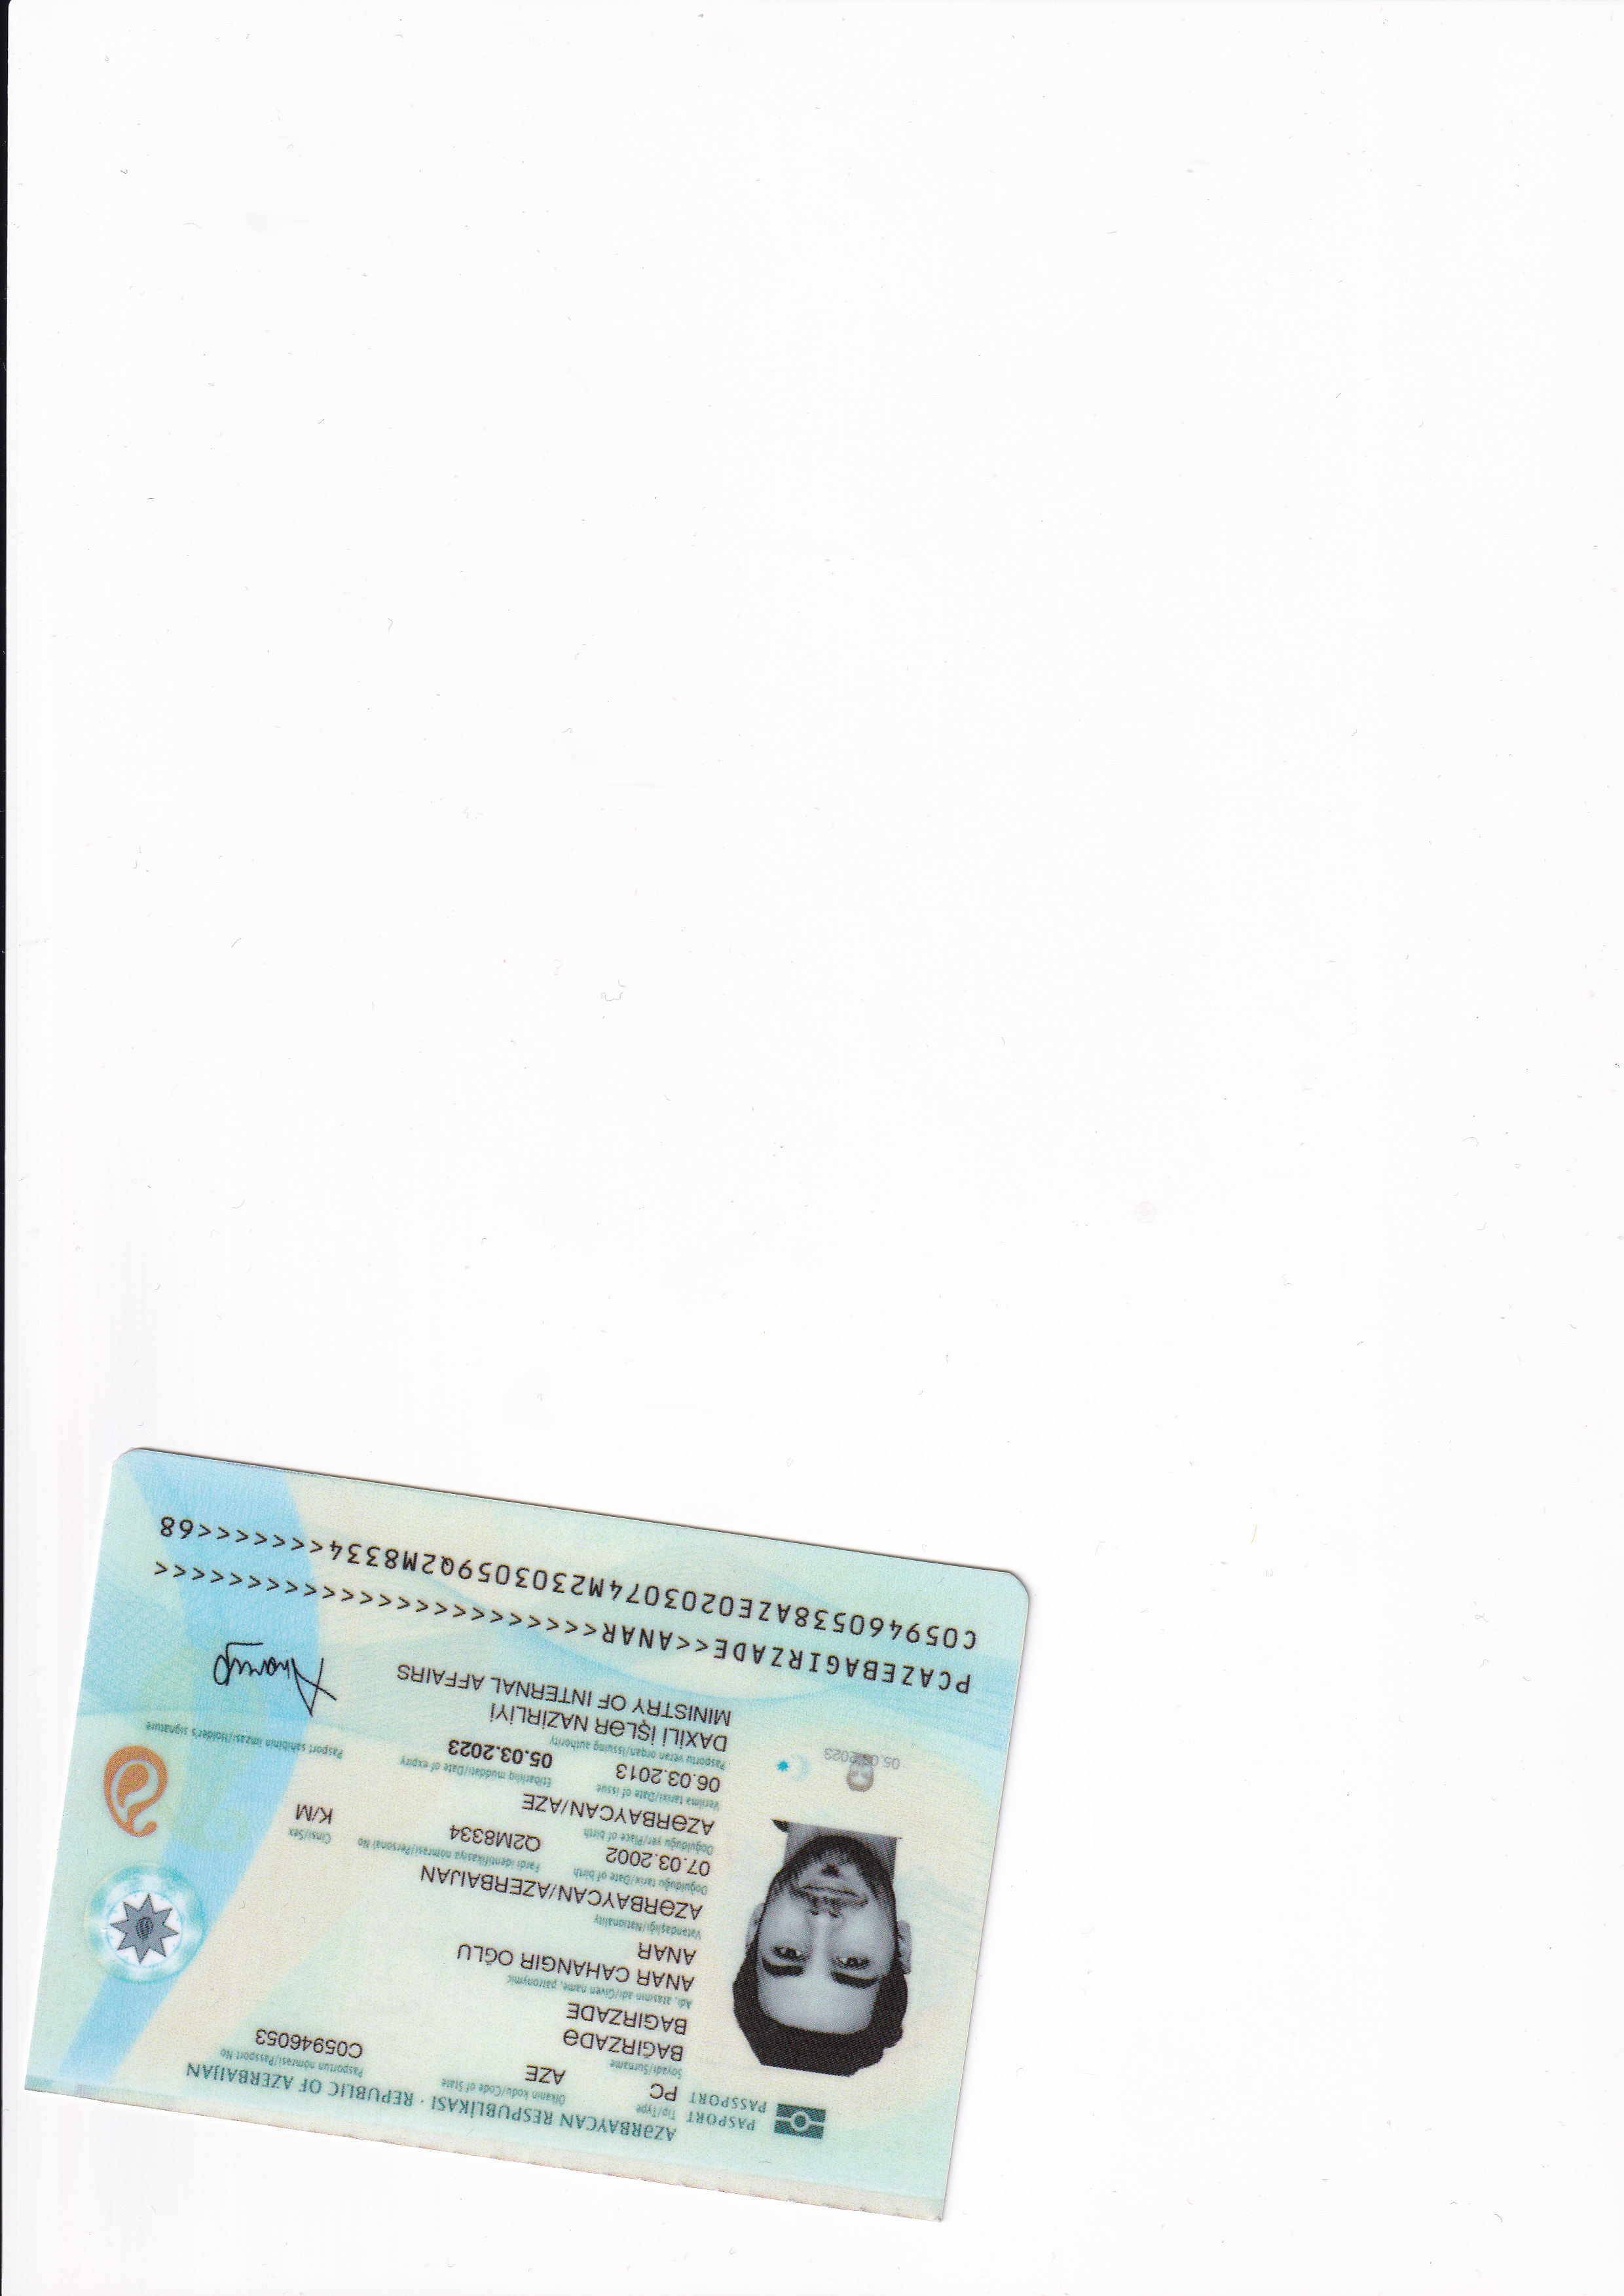 AZƏRBAYCAN RESPUBLİKASI · REPUBLIC OF AZERBAIJAN
PASPORT
PASSPORT
Tip/Type
PC
Ölkənin kodu/Code of State
AZE
Pasportun nömrəsi/Passport No
C05946053
Soyadı/Surname
BAĞIRZADƏ
BAGIRZADE
Adı, atasının adı/Given name, patronymic
ANAR CAHANGIR OĞLU
ANAR
Vətəndaşlığı/Nationality
AZƏRBAYCAN/AZERBAIJAN
Doğulduğu tarix/Date of birth
07.03.2002
Fərdi identifikasiya nömrəsi/Personal No
Q2M8334
Cinsi/Sex
K/M
Doğulduğu yer/Place of birth
AZƏRBAYCAN/AZE
Verilmə tarixi/Date of issue
06.03.2013
Etibarlılıq müddəti/Date of expiry
05.03.2023
Pasportu verən orqan/Issuing authority
DAXİLİ İŞLƏR NAZİRLİYİ
MINISTRY OF INTERNAL AFFAIRS
Pasport sahibinin imzası/Holder's signature
05.03.2023
PCAZEBAGIRZADE<<ANAR<<<<<<<<<<<<<<<<<<<<<<<<
C059460538AZE0203074M2303059Q2M8334<<<<<<<68